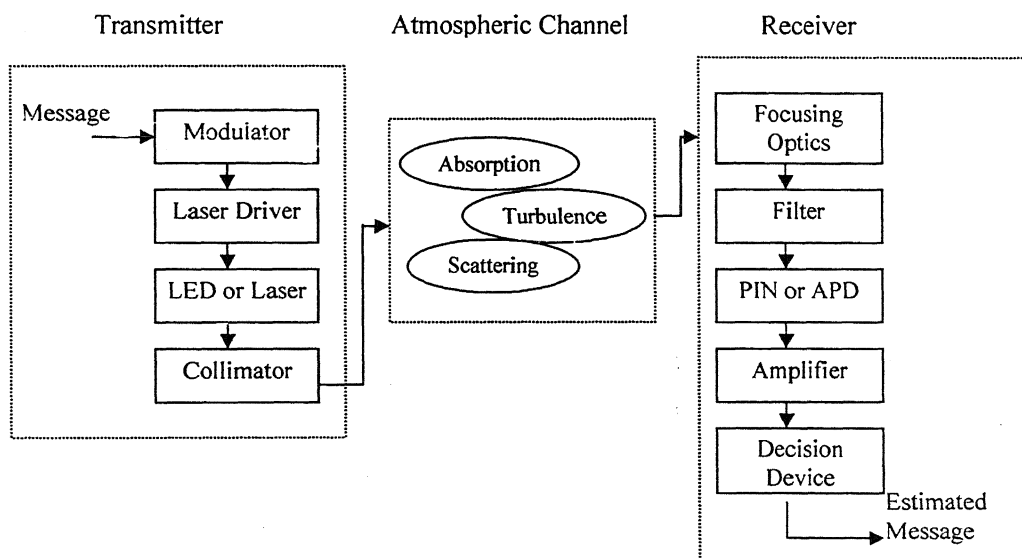 Transmitter
Atmospheric Channel
Receiver
Message
Modulator
Laser Driver
LED or Laser
Collimator
Absorption
Turbulence
Scattering
Focusing
Optics
Filter
PIN or APD
Amplifier
Decision
Device
Estimated
Message